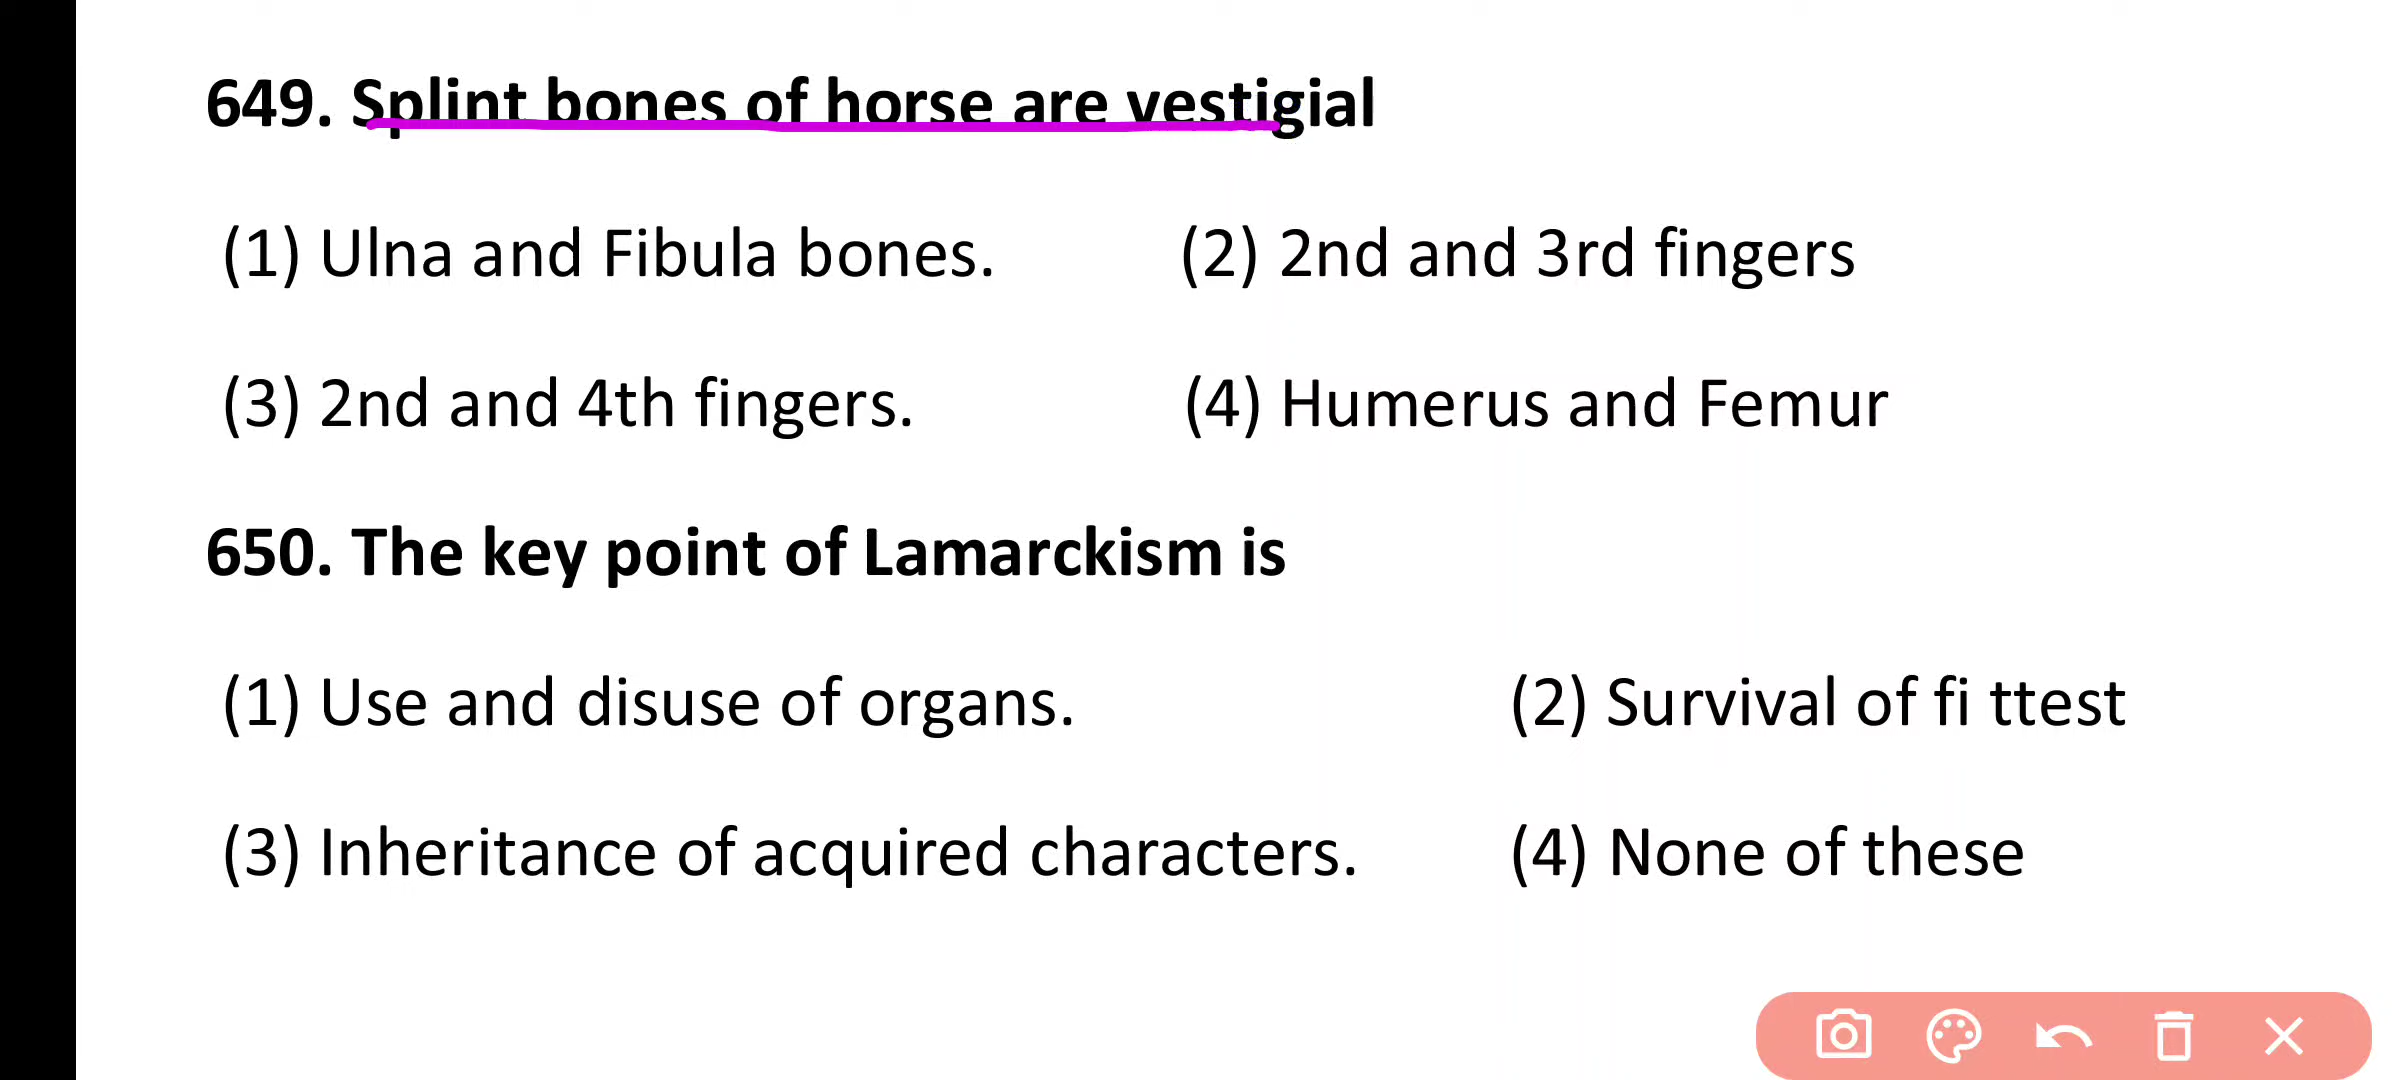 649. Splint bones of horse are vestigial
(1) Ulna and Fibula bones. (2) 2nd and 3rd fingers
(3) 2nd and 4th fingers. (4) Humerus and Femur
650. The key point of Lamarckism is
(1) Use and disuse of organs. (2) Survival of fi ttest
(3) Inheritance of acquired characters. (4) None of these